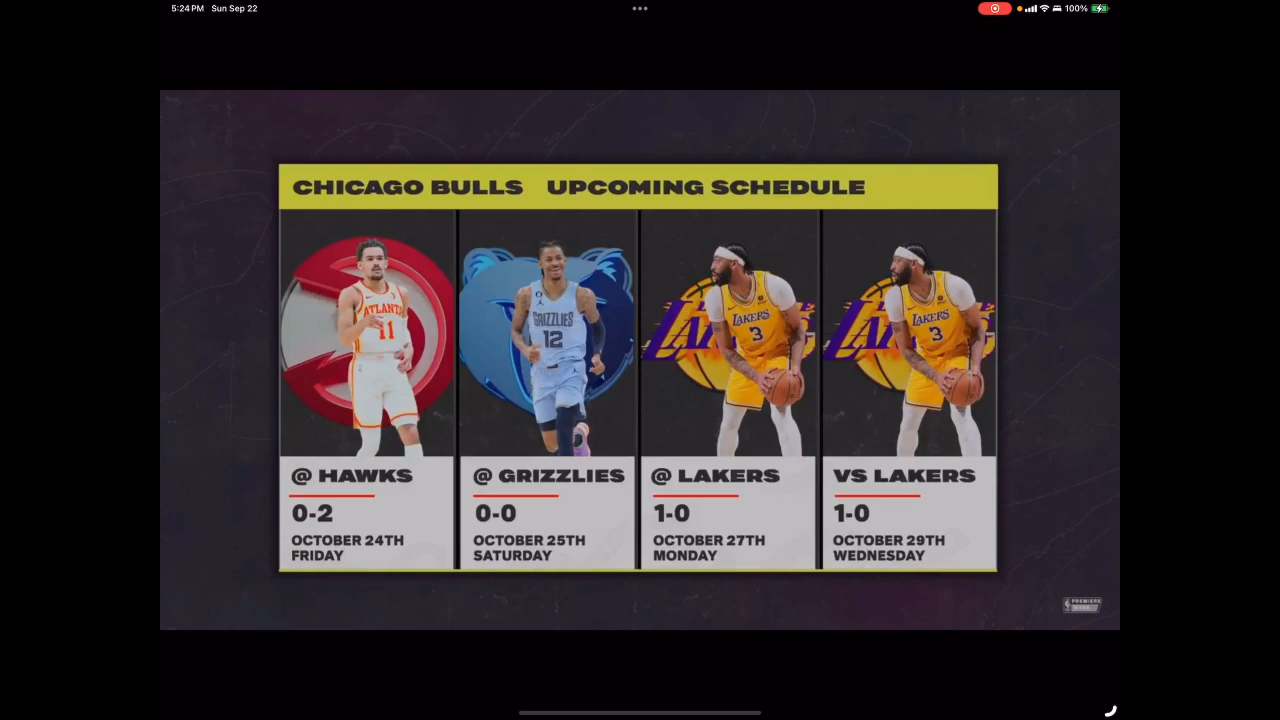 5:24 PM Sun Sep 22
100%
CHICAGO BULLS UPCOMING SCHEDULE
ATLANTA
11
GRIZZLIES
12
LAKERS
3
LAKERS
3
@ HAWKS
0-2
OCTOBER 24TH
FRIDAY
@ GRIZZLIES
0-0
OCTOBER 25TH
SATURDAY
@ LAKERS
1-0
OCTOBER 27TH
MONDAY
VS LAKERS
1-0
OCTOBER 29TH
WEDNESDAY
PREMIERE